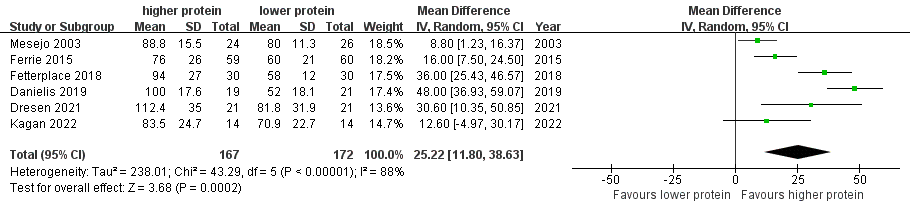 higher protein lower protein Mean Difference Mean Difference
Study or Subgroup Mean SD Total Mean SD Total Weight IV, Random, 95% CI Year IV, Random, 95% CI
Mesejo 2003 88.8 15.5 24 80 11.3 26 18.5% 8.80 [1.23, 16.37] 2003
Ferrie 2015 76 26 59 60 21 60 18.2% 16.00 [7.50, 24.50] 2015
Fetterplace 2018 94 27 30 58 12 30 17.6% 36.00 [25.43, 46.57] 2018
Danielis 2019 100 17.6 19 52 18.1 21 17.4% 48.00 [36.93, 59.07] 2019
Dresen 2021 112.4 35 21 81.8 31.9 21 13.6% 30.60 [10.35, 50.85] 2021
Kagan 2022 83.5 24.7 14 70.9 22.7 14 14.7% 12.60 [-4.97, 30.17] 2022
Total (95% CI) 167 172 100.0% 25.22 [11.80, 38.63]
Heterogeneity: Tau² = 238.01; Chi² = 43.29, df = 5 (P < 0.00001); I² = 88%
Test for overall effect: Z = 3.68 (P = 0.0002)
-50 -25 0 25 50
Favours lower protein Favours higher protein